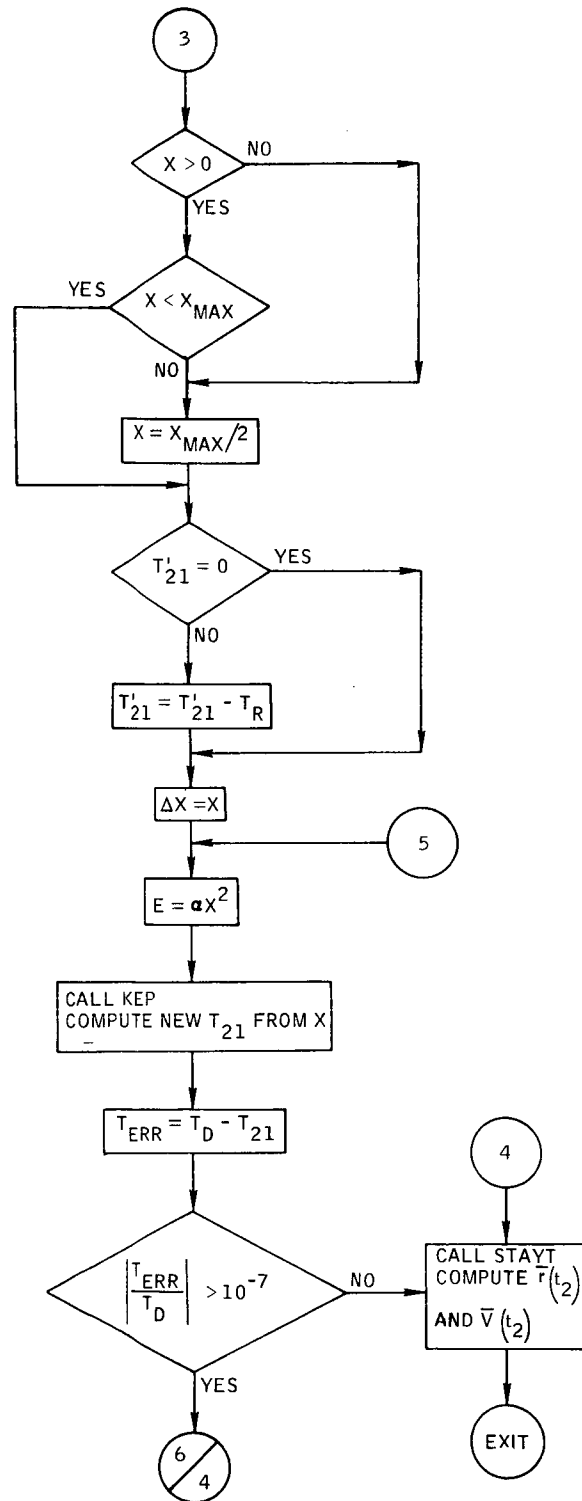 3
X > 0
NO
YES
YES
X < X_MAX
NO
X = X_MAX/2
T'_21 = 0
YES
NO
T'_21 = T'_21 - T_R
ΔX = X
5
E = αX^2
CALL KEP
COMPUTE NEW T_21 FROM X
T_ERR = T_D - T_21
4
|T_ERR/T_D| > 10^-7
NO
CALL STAYT
COMPUTE r̅(t_2)
AND V̅(t_2)
YES
6/4
EXIT